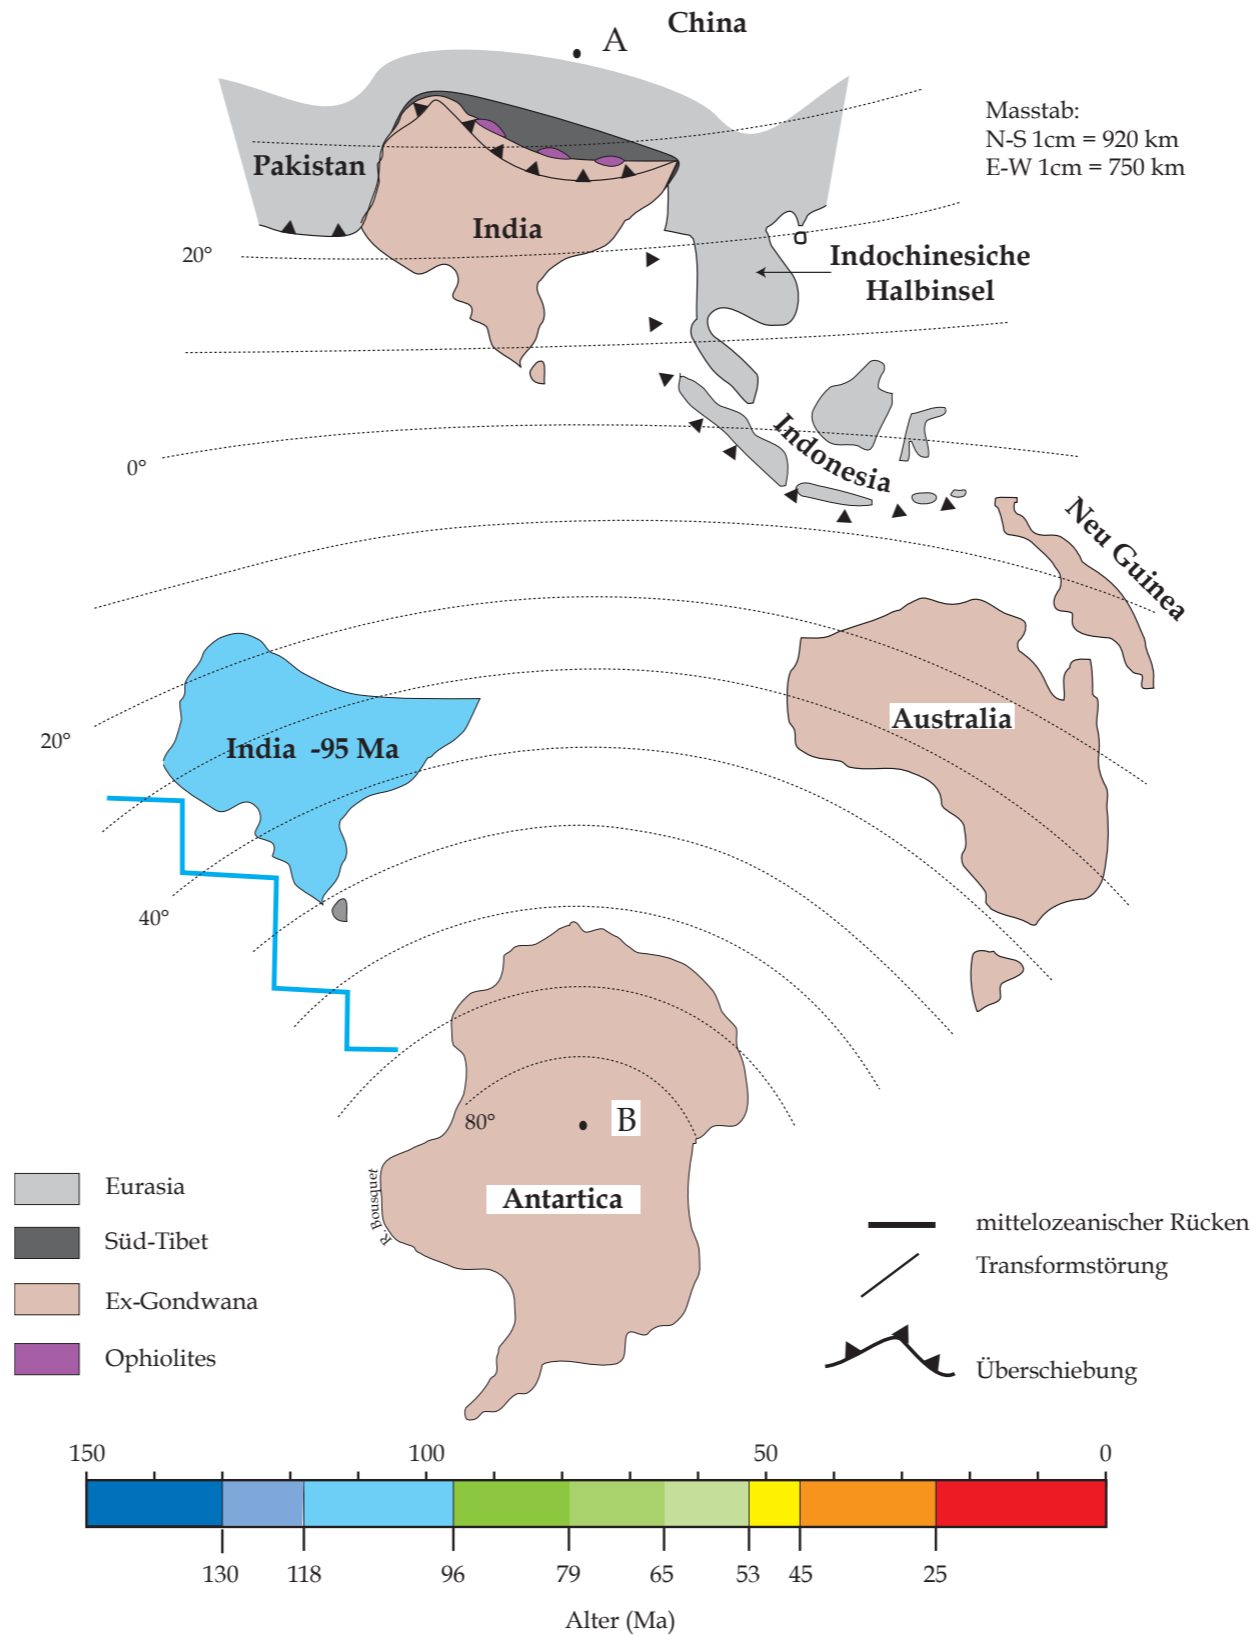 China
A
Masstab:
N-S 1cm = 920 km
E-W 1cm = 750 km
Pakistan
India
20°
Indochinesiche
Halbinsel
0°
Indonesia
Neu Guinea
Australia
20°
India -95 Ma
40°
80°
B
R. Bousquet
Antartica
Eurasia
Süd-Tibet
Ex-Gondwana
Ophiolites
mittelozeanischer Rücken
Transformstörung
Überschiebung
150 100 50 0
130 118 96 79 65 53 45 25
Alter (Ma)